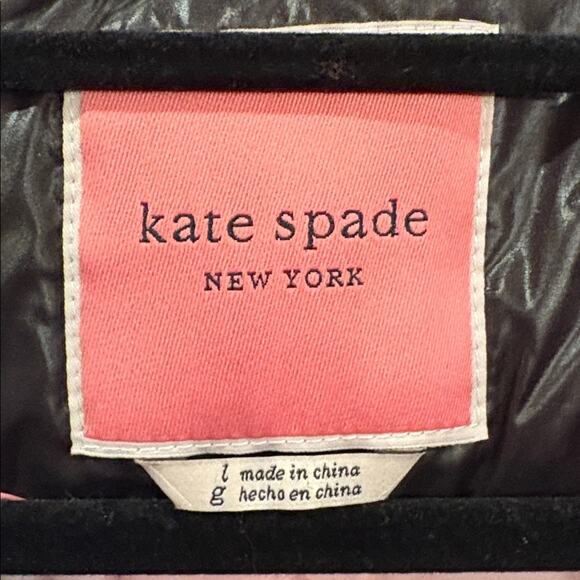 kate spade
NEW YORK
l made in china
g hecho en china